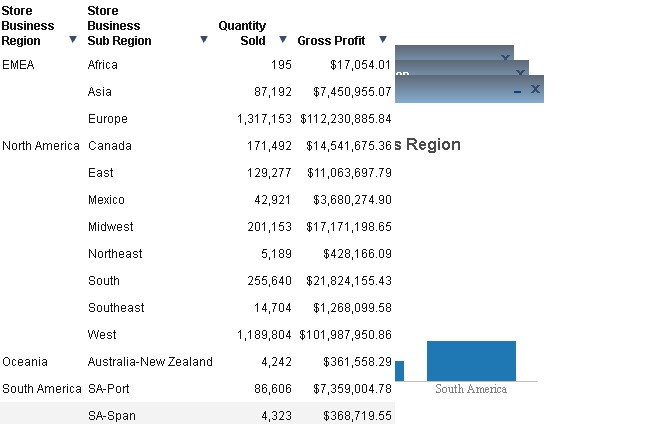 Store Business Region ▼ Store Business Sub Region ▼ Quantity Sold ▼ Gross Profit ▼
EMEA Africa 195 $17,054.01
Asia 87,192 $7,450,955.07
Europe 1,317,153 $112,230,885.84
North America Canada 171,492 $14,541,675.36
s Region
East 129,277 $11,063,697.79
Mexico 42,921 $3,680,274.90
Midwest 201,153 $17,171,198.65
Northeast 5,189 $428,166.09
South 255,640 $21,824,155.43
Southeast 14,704 $1,268,099.58
West 1,189,804 $101,987,950.86
Oceania Australia-New Zealand 4,242 $361,558.29
South America SA-Port 86,606 $7,359,004.78
South America
SA-Span 4,323 $368,719.55